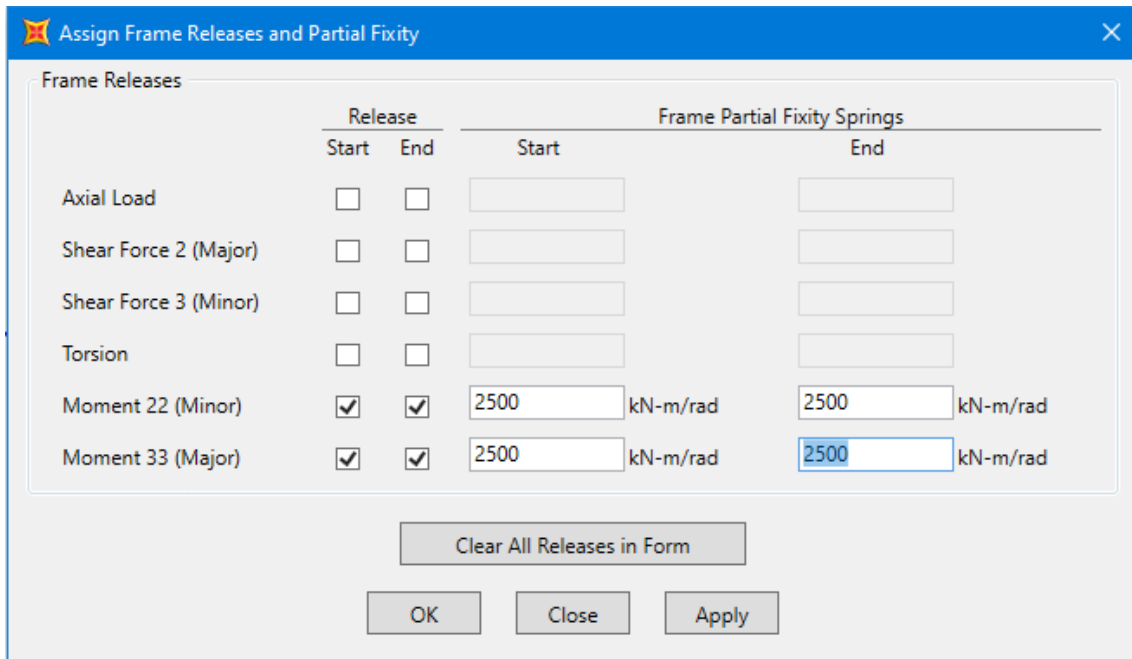 Assign Frame Releases and Partial Fixity
Frame Releases
Release Frame Partial Fixity Springs
Start End Start End
Axial Load
Shear Force 2 (Major)
Shear Force 3 (Minor)
Torsion
Moment 22 (Minor) 2500 kN-m/rad 2500 kN-m/rad
Moment 33 (Major) 2500 kN-m/rad 2500 kN-m/rad
Clear All Releases in Form
OK Close Apply